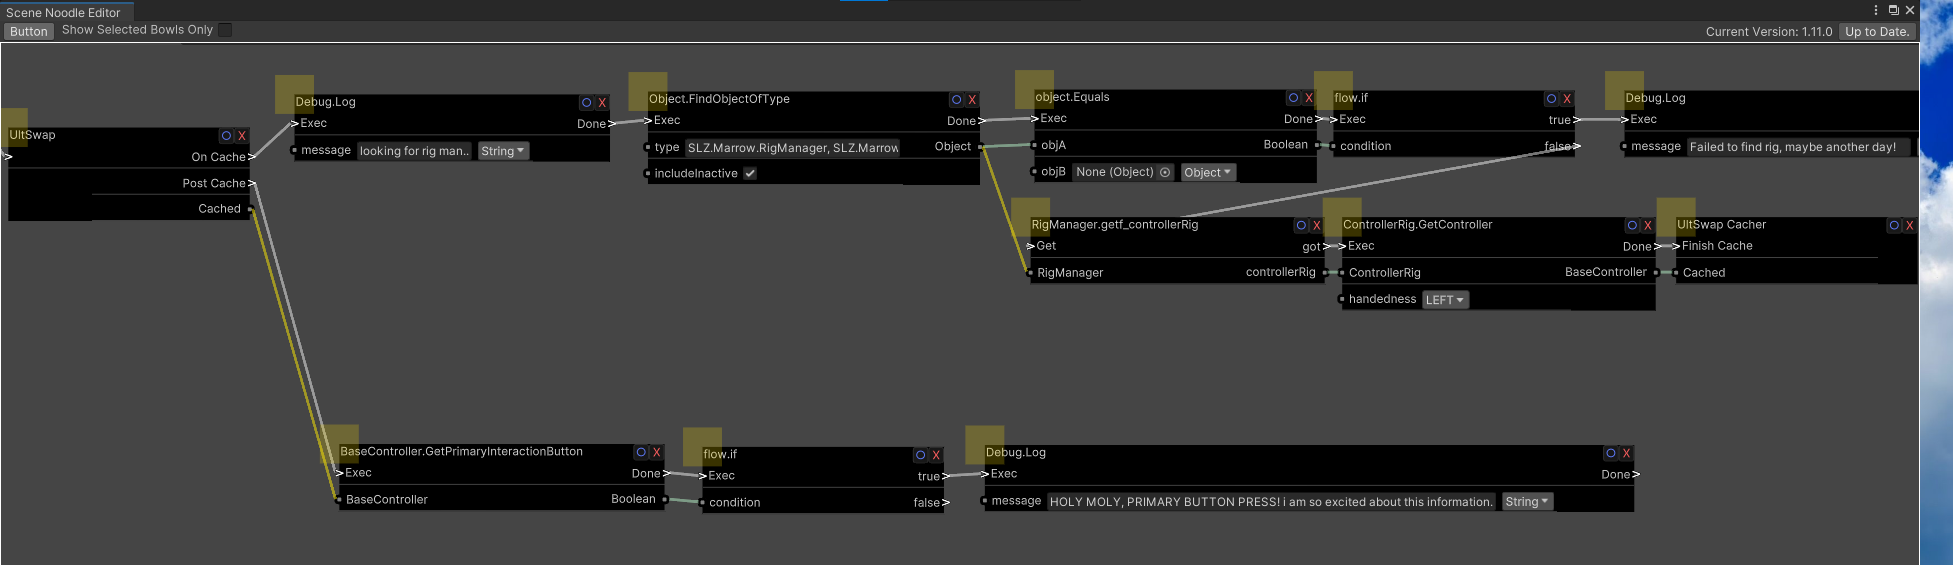 Scene Noodle Editor
Button Show Selected Bowls Only Current Version: 1.11.0 Up to Date.
UltSwap
On Cache
Post Cache
Cached
Debug.Log
Exec Done
message looking for rig man.. String
Object.FindObjectOfType
Exec Done
type SLZ.Marrow.RigManager, SLZ.Marrow Object
includeInactive
object.Equals
Exec Done
objA Boolean
objB None (Object) Object
flow.if
Exec true
condition false
Debug.Log
Exec
message Failed to find rig, maybe another day!
RigManager.getf_controllerRig
Get got
RigManager controllerRig
ControllerRig.GetController
Exec Done
ControllerRig BaseController
handedness LEFT
UltSwap Cacher
Finish Cache
Cached
BaseController.GetPrimaryInteractionButton
Exec Done
BaseController Boolean
flow.if
Exec true
condition false
Debug.Log
Exec Done
message HOLY MOLY, PRIMARY BUTTON PRESS! i am so excited about this information. String